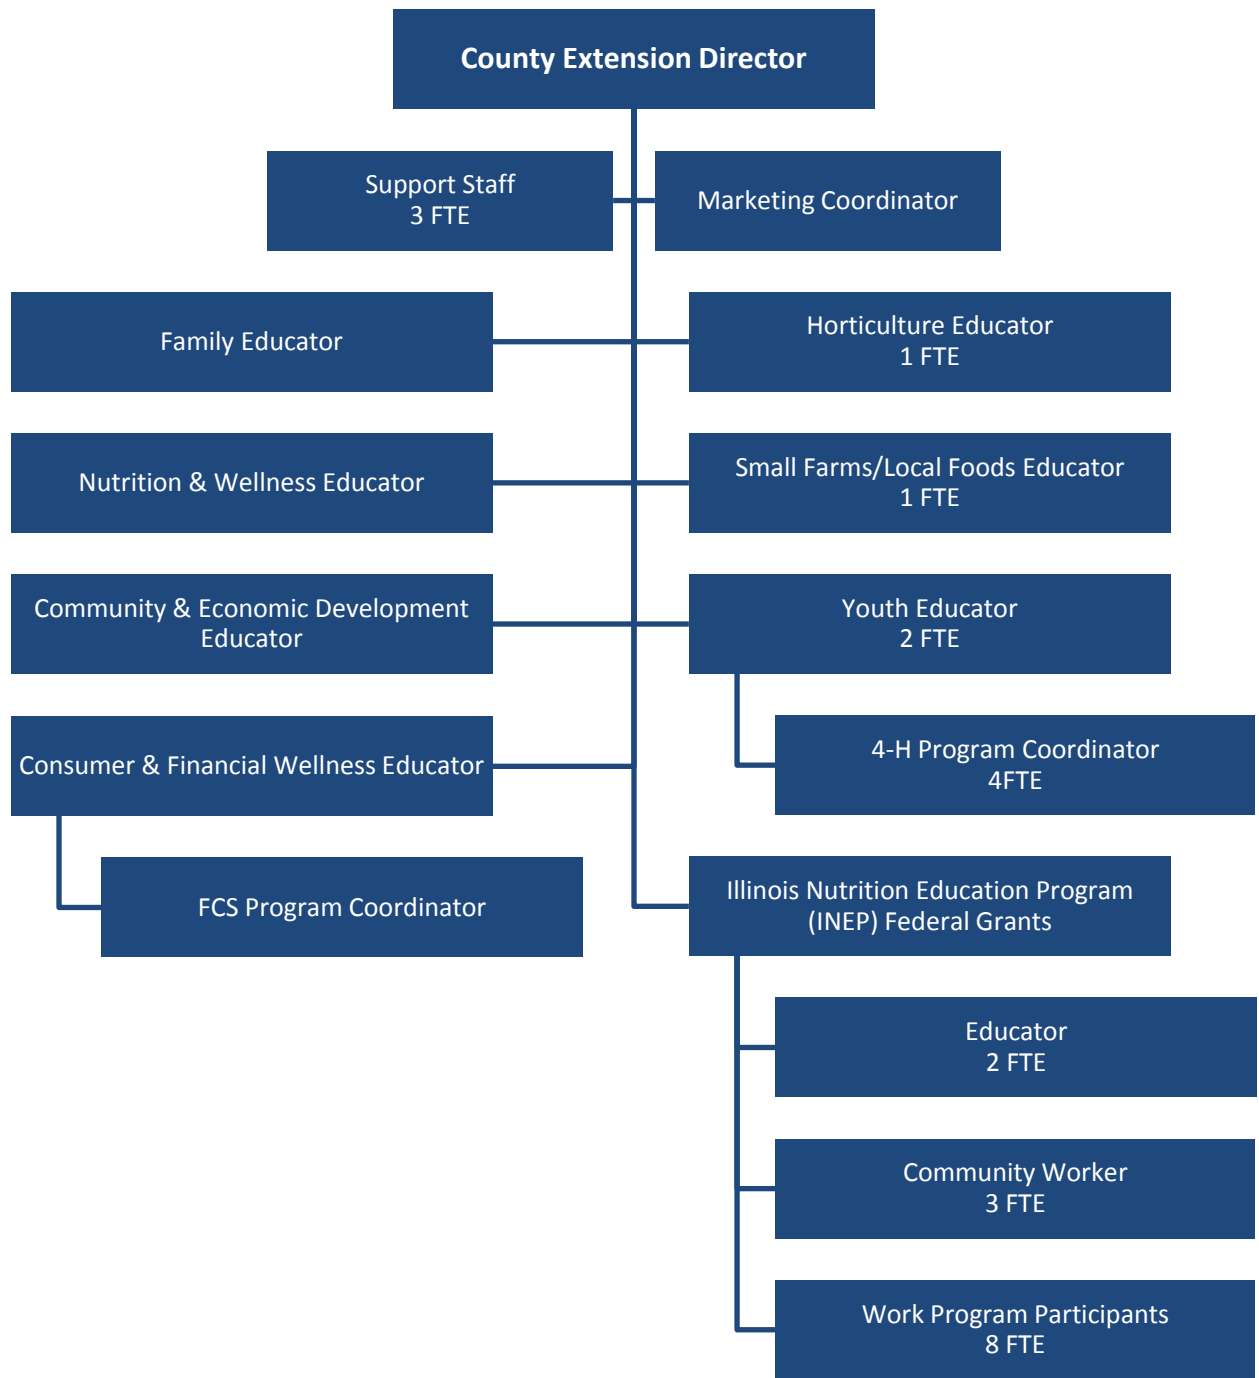 County Extension Director
Support Staff
3 FTE
Marketing Coordinator
Family Educator
Horticulture Educator
1 FTE
Nutrition & Wellness Educator
Small Farms/Local Foods Educator
1 FTE
Community & Economic Development
Educator
Youth Educator
2 FTE
Consumer & Financial Wellness Educator
4-H Program Coordinator
4FTE
FCS Program Coordinator
Illinois Nutrition Education Program
(INEP) Federal Grants
Educator
2 FTE
Community Worker
3 FTE
Work Program Participants
8 FTE